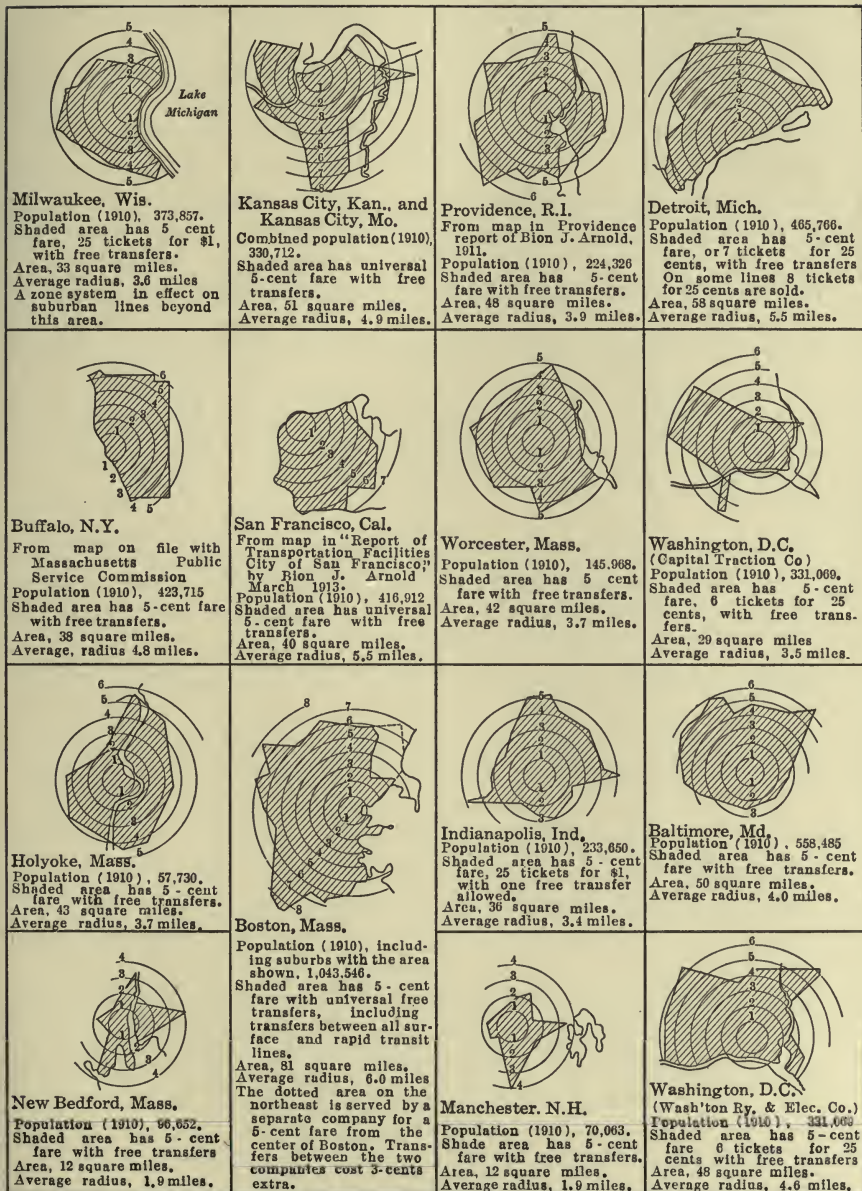 Lake
Michigan
Milwaukee, Wis.
Population (1910), 373,857.
Shaded area has 5 cent
fare, 25 tickets for $1,
with free transfers.
Area, 33 square miles.
Average radius, 3.6 miles
A zone system in effect on
suburban lines beyond
this area.
Kansas City, Kan., and
Kansas City, Mo.
Combined population (1910),
330,712.
Shaded area has universal
5-cent fare with free
transfers.
Area, 51 square miles.
Average radius, 4.9 miles.
Providence, R.I.
From map in Providence
report of Bion J. Arnold,
1911.
Population (1910), 224,326
Shaded area has 5-cent
fare with free transfers.
Area, 48 square miles.
Average radius, 3.9 miles.
Detroit, Mich.
Population (1910), 465,766.
Shaded area has 5-cent
fare, or 7 tickets for 25
cents, with free transfers
On some lines 8 tickets
for 25 cents are sold.
Area, 58 square miles.
Average radius, 5.5 miles.
Buffalo, N.Y.
From map on file with
Massachusetts Public
Service Commission
Population (1910), 423,715
Shaded area has 5-cent fare
with free transfers.
Area, 38 square miles.
Average, radius 4.8 miles.
San Francisco, Cal.
From map in "Report of
Transportation Facilities
City of San Francisco,"
by Bion J. Arnold
March 1913.
Population (1910), 416,912
Shaded area has universal
5-cent fare with free
transfers.
Area, 40 square miles.
Average radius, 5.5 miles.
Worcester, Mass.
Population (1910), 145.968.
Shaded area has 5 cent
fare with free transfers.
Area, 42 square miles.
Average radius, 3.7 miles.
Washington, D.C.
(Capital Traction Co)
Population (1910), 331,069.
Shaded area has 5-cent
fare, 6 tickets for 25
cents, with free trans-
fers.
Area, 29 square miles
Average radius, 3.5 miles.
Holyoke, Mass.
Population (1910), 57,730.
Shaded area has 5-cent
fare with free transfers.
Area, 43 square miles.
Average radius, 3.7 miles.
Boston, Mass.
Population (1910), includ-
ing suburbs with the area
shown, 1,043,546.
Shaded area has 5-cent
fare with universal free
transfers, including
transfers between all sur-
face and rapid transit
lines.
Area, 81 square miles.
Average radius, 6.0 miles
The dotted area on the
northeast is served by a
separate company for a
5-cent fare from the
center of Boston. Trans-
fers between the two
companies cost 3-cents
extra.
Indianapolis, Ind.
Population (1910), 233,650.
Shaded area has 5-cent
fare, 25 tickets for $1,
with one free transfer
allowed.
Area, 36 square miles.
Average radius, 3.4 miles.
Baltimore, Md.
Population (1910), 558,485
Shaded area has 5-cent
fare with free transfers.
Area, 50 square miles.
Average radius, 4.0 miles.
New Bedford, Mass.
Population (1910), 96,652.
Shaded area has 5-cent
fare with free transfers
Area, 12 square miles.
Average radius, 1.9 miles.
Manchester. N.H.
Population (1910), 70,063.
Shade area has 5-cent
fare with free transfers.
Area, 12 square miles.
Average radius, 1.9 miles.
Washington, D.C.
(Wash'ton Ry. & Elec. Co.)
Population (1910), 331,069
Shaded area has 5-cent
fare 6 tickets for 25
cents with free transfers
Area, 48 square miles.
Average radius, 4.6 miles.